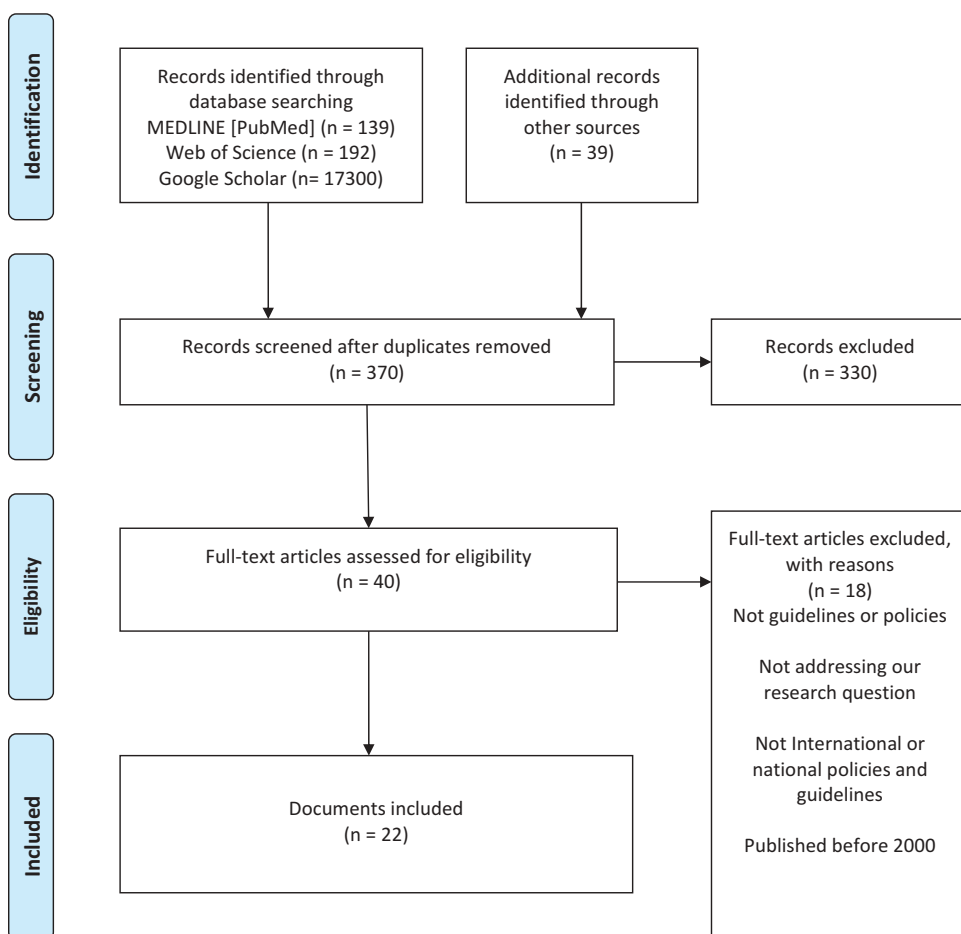 Identification
Records identified through
database searching
MEDLINE [PubMed] (n = 139)
Web of Science (n = 192)
Google Scholar (n= 17300)
Additional records
identified through
other sources
(n = 39)
Screening
Records screened after duplicates removed
(n = 370)
Records excluded
(n = 330)
Eligibility
Full-text articles assessed for eligibility
(n = 40)
Full-text articles excluded,
with reasons
(n = 18)
Not guidelines or policies
Not addressing our
research question
Not International or
national policies and
guidelines
Published before 2000
Included
Documents included
(n = 22)